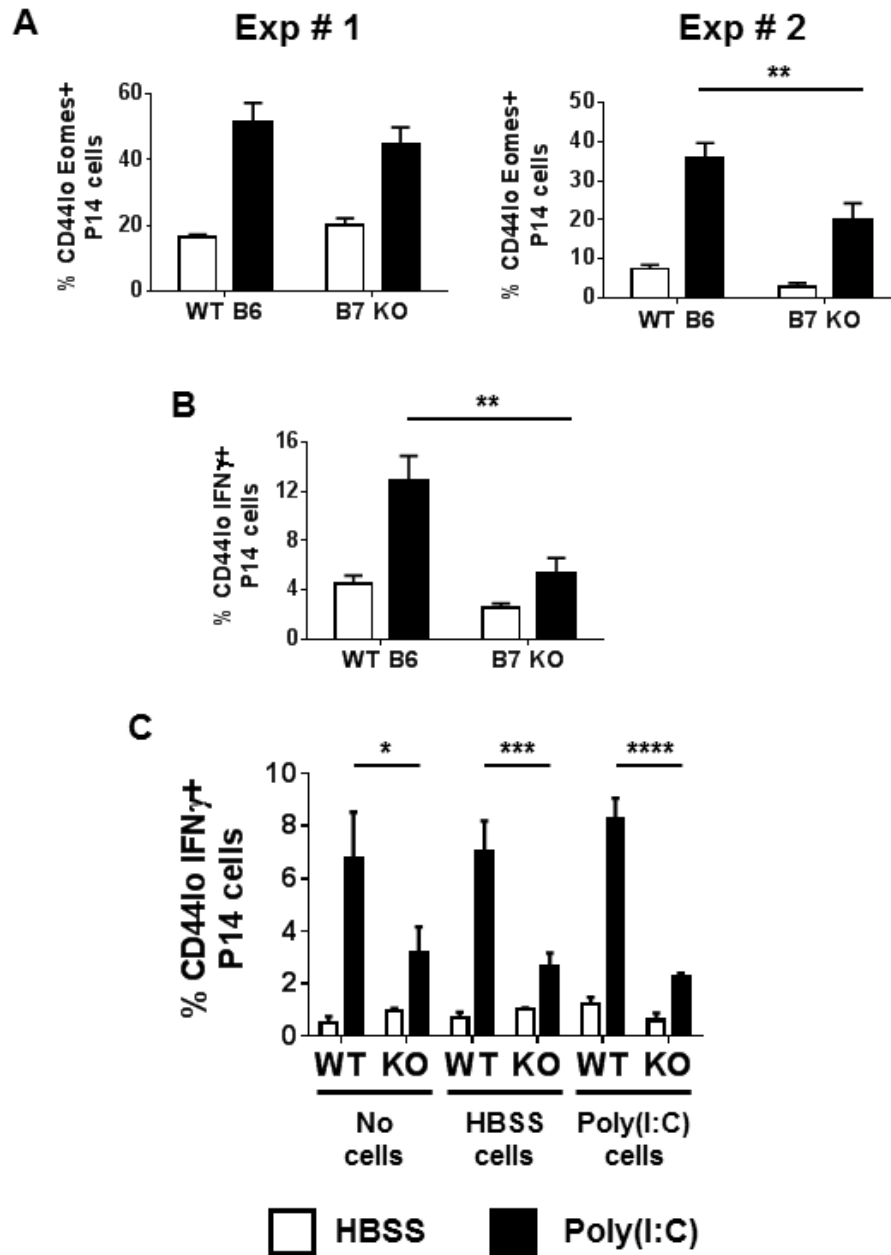 A
Exp # 1
Exp # 2
% CD44lo Eomes+
P14 cells
60
40
20
0
WT B6
B7 KO
**
% CD44lo Eomes+
P14 cells
50
40
30
20
10
0
WT B6
B7 KO
B
**
% CD44lo IFNγ+
P14 cells
16
12
8
4
0
WT B6
B7 KO
C
* *** ****
% CD44lo IFNγ+
P14 cells
10
8
6
4
2
0
WT KO WT KO WT KO
No HBSS Poly(I:C)
cells cells cells
HBSS Poly(I:C)